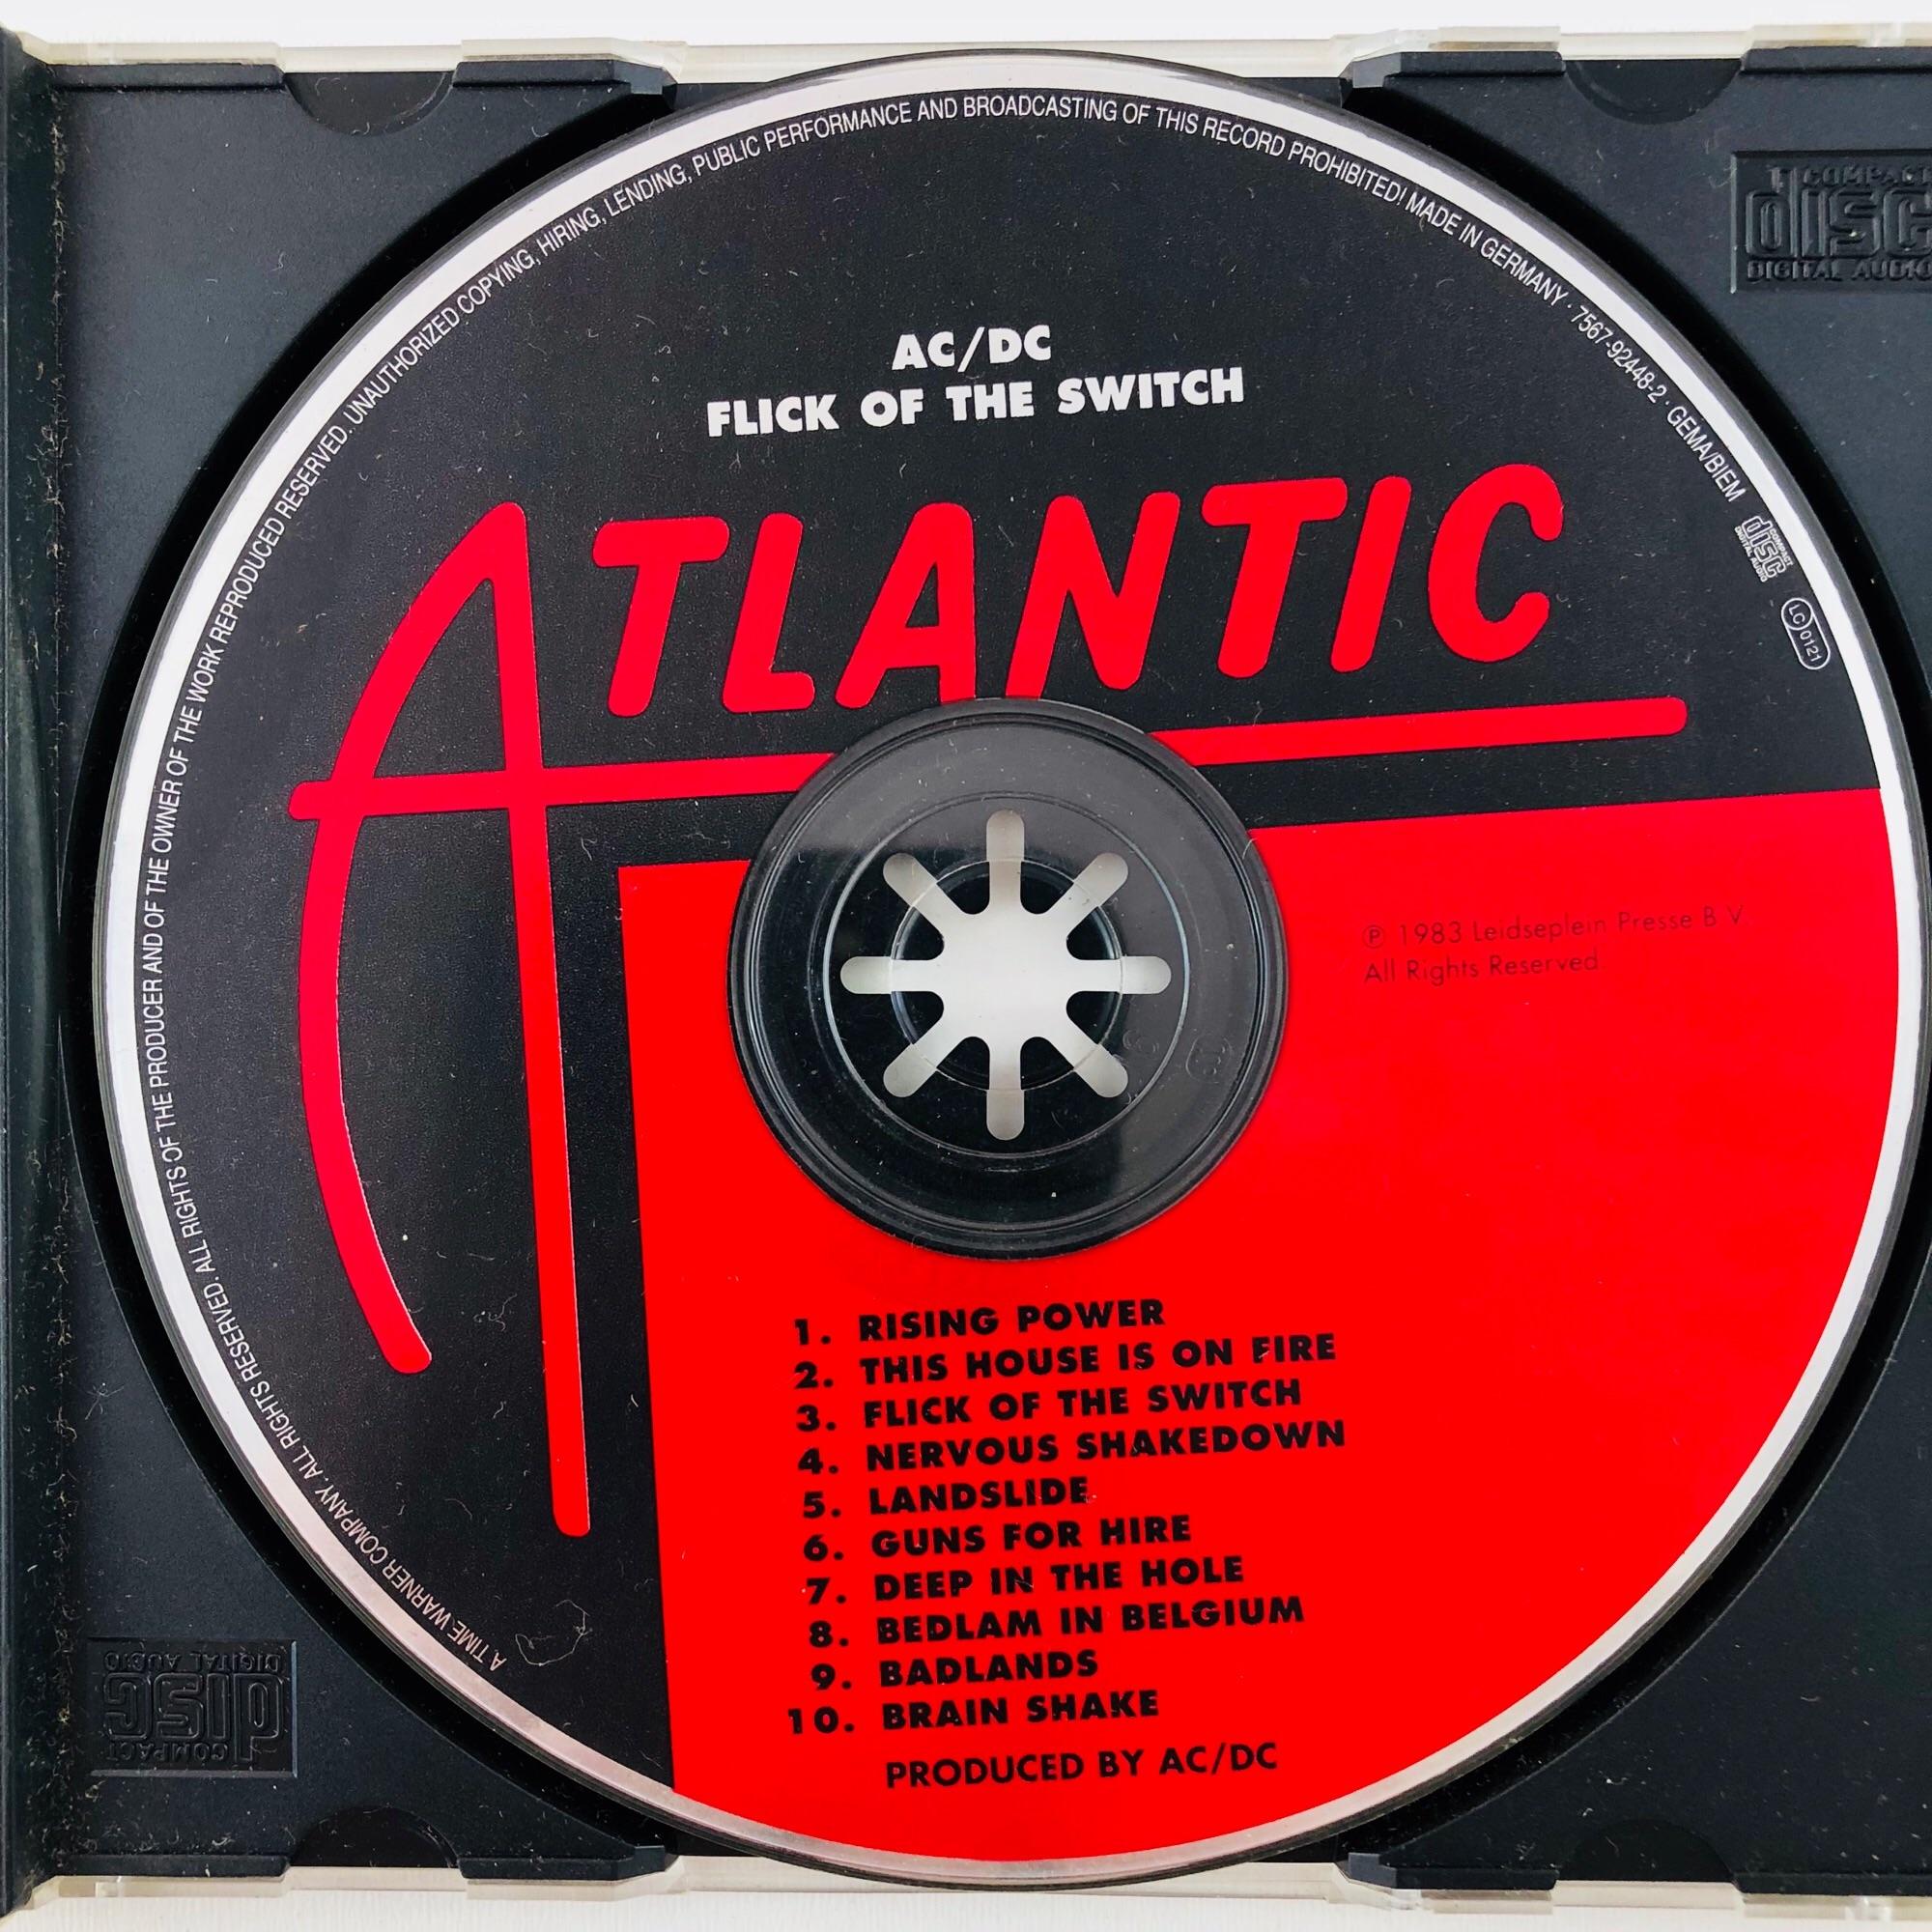 A TIME WARNER COMPANY. ALL RIGHTS RESERVED. ALL RIGHTS OF THE PRODUCER AND OF THE OWNER OF THE WORK REPRODUCED RESERVED. UNAUTHORIZED COPYING, HIRING, LENDING, PUBLIC PERFORMANCE AND BROADCASTING OF THIS RECORD PROHIBITED! MADE IN GERMANY · 7567-92448-2 · GEMA/BIEM
COMPACT
disc
DIGITAL AUDIO
LC 0121
COMPACT
disc
DIGITAL AUDIO
AC/DC
FLICK OF THE SWITCH
ATLANTIC
℗ 1983 Leidseplein Presse B V
All Rights Reserved
1. RISING POWER
2. THIS HOUSE IS ON FIRE
3. FLICK OF THE SWITCH
4. NERVOUS SHAKEDOWN
5. LANDSLIDE
6. GUNS FOR HIRE
7. DEEP IN THE HOLE
8. BEDLAM IN BELGIUM
9. BADLANDS
10. BRAIN SHAKE
PRODUCED BY AC/DC
COMPACT
disc
DIGITAL AUDIO